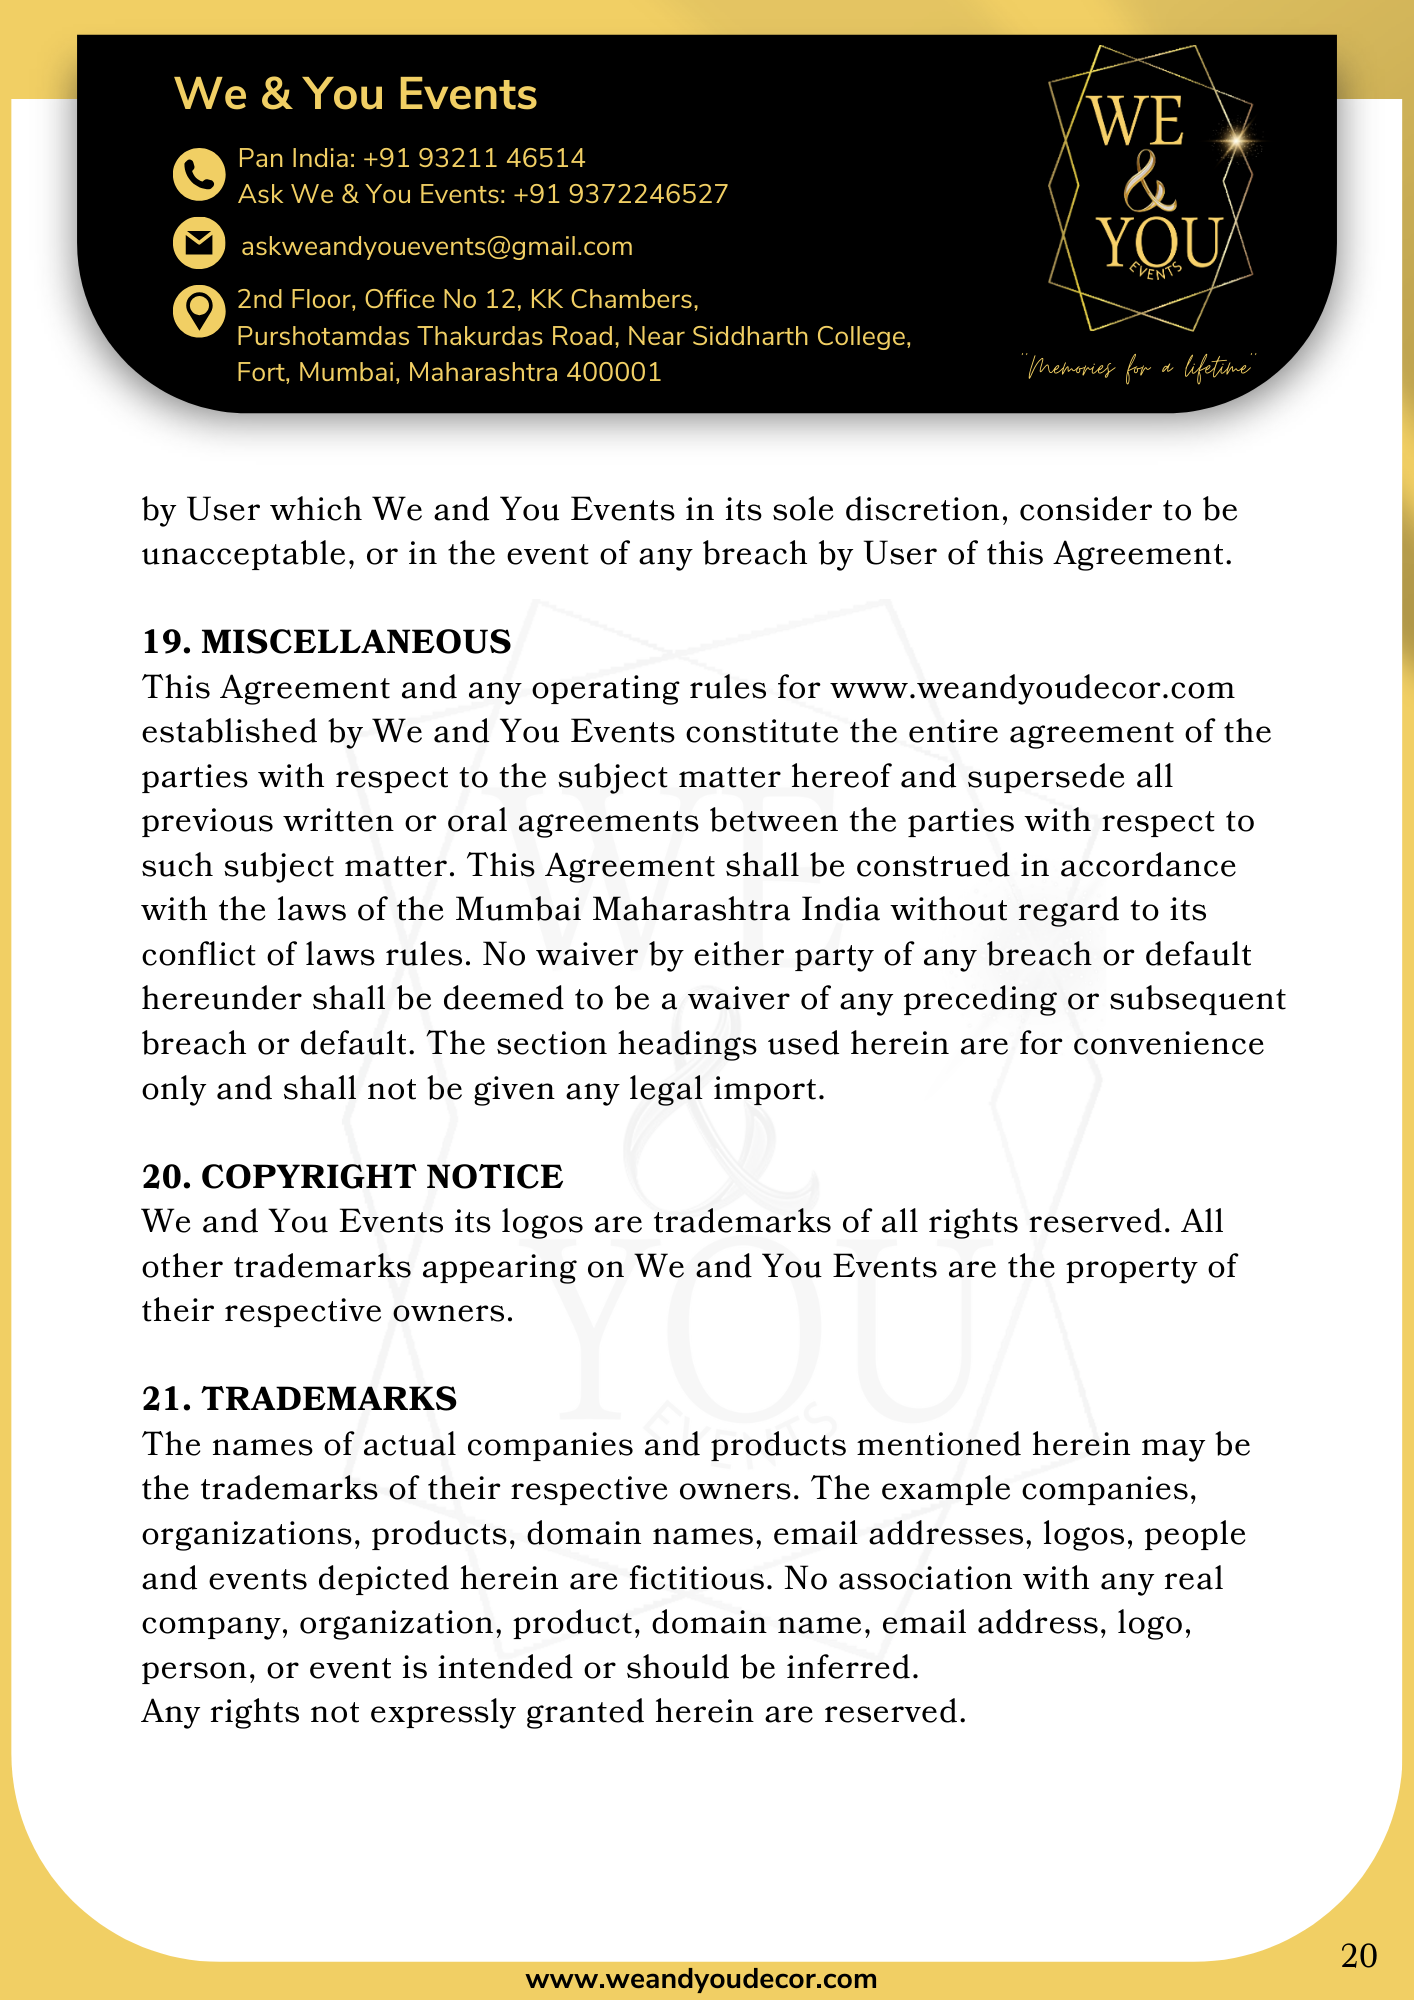 We & You Events
Pan India: +91 93211 46514
Ask We & You Events: +91 9372246527
askweandyouevents@gmail.com
2nd Floor, Office No 12, KK Chambers,
Purshotamdas Thakurdas Road, Near Siddharth College,
Fort, Mumbai, Maharashtra 400001
WE
&
YOU
EVENTS
"Memories for a lifetime"
by User which We and You Events in its sole discretion, consider to be
unacceptable, or in the event of any breach by User of this Agreement.
19. MISCELLANEOUS
This Agreement and any operating rules for www.weandyoudecor.com
established by We and You Events constitute the entire agreement of the
parties with respect to the subject matter hereof and supersede all
previous written or oral agreements between the parties with respect to
such subject matter. This Agreement shall be construed in accordance
with the laws of the Mumbai Maharashtra India without regard to its
conflict of laws rules. No waiver by either party of any breach or default
hereunder shall be deemed to be a waiver of any preceding or subsequent
breach or default. The section headings used herein are for convenience
only and shall not be given any legal import.
20. COPYRIGHT NOTICE
We and You Events its logos are trademarks of all rights reserved. All
other trademarks appearing on We and You Events are the property of
their respective owners.
21. TRADEMARKS
The names of actual companies and products mentioned herein may be
the trademarks of their respective owners. The example companies,
organizations, products, domain names, email addresses, logos, people
and events depicted herein are fictitious. No association with any real
company, organization, product, domain name, email address, logo,
person, or event is intended or should be inferred.
Any rights not expressly granted herein are reserved.
WE
&
YOU
EVENTS
20
www.weandyoudecor.com